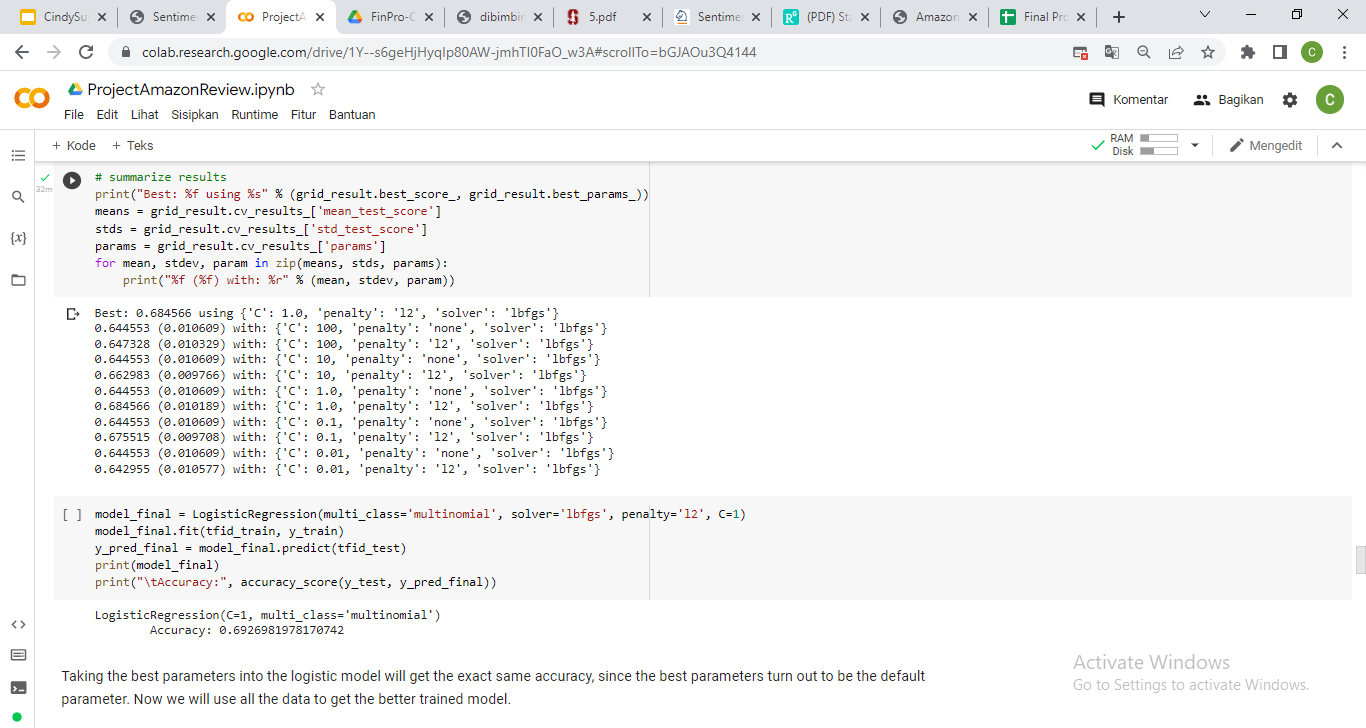 CindySu
Sentime
ProjectA
FinPro-C
dibimbin
5.pdf
Sentime
(PDF) St
Amazon
Final Pro
colab.research.google.com/drive/1Y--s6geHjHyqIp80AW-jmhTI0FaO_w3A#scrollTo=bGJAOu3Q4144
C
ProjectAmazonReview.ipynb
File Edit Lihat Sisipkan Runtime Fitur Bantuan
Komentar
Bagikan
C
+ Kode + Teks
RAM
Disk
Mengedit
32m
{x}
# summarize results
print("Best: %f using %s" % (grid_result.best_score_, grid_result.best_params_))
means = grid_result.cv_results_['mean_test_score']
stds = grid_result.cv_results_['std_test_score']
params = grid_result.cv_results_['params']
for mean, stdev, param in zip(means, stds, params):
    print("%f (%f) with: %r" % (mean, stdev, param))
Best: 0.684566 using {'C': 1.0, 'penalty': 'l2', 'solver': 'lbfgs'}
0.644553 (0.010609) with: {'C': 100, 'penalty': 'none', 'solver': 'lbfgs'}
0.647328 (0.010329) with: {'C': 100, 'penalty': 'l2', 'solver': 'lbfgs'}
0.644553 (0.010609) with: {'C': 10, 'penalty': 'none', 'solver': 'lbfgs'}
0.662983 (0.009766) with: {'C': 10, 'penalty': 'l2', 'solver': 'lbfgs'}
0.644553 (0.010609) with: {'C': 1.0, 'penalty': 'none', 'solver': 'lbfgs'}
0.684566 (0.010189) with: {'C': 1.0, 'penalty': 'l2', 'solver': 'lbfgs'}
0.644553 (0.010609) with: {'C': 0.1, 'penalty': 'none', 'solver': 'lbfgs'}
0.675515 (0.009708) with: {'C': 0.1, 'penalty': 'l2', 'solver': 'lbfgs'}
0.644553 (0.010609) with: {'C': 0.01, 'penalty': 'none', 'solver': 'lbfgs'}
0.642955 (0.010577) with: {'C': 0.01, 'penalty': 'l2', 'solver': 'lbfgs'}
[ ] model_final = LogisticRegression(multi_class='multinomial', solver='lbfgs', penalty='l2', C=1)
model_final.fit(tfid_train, y_train)
y_pred_final = model_final.predict(tfid_test)
print(model_final)
print("\tAccuracy:", accuracy_score(y_test, y_pred_final))
LogisticRegression(C=1, multi_class='multinomial')
        Accuracy: 0.6926981978170742
Taking the best parameters into the logistic model will get the exact same accuracy, since the best parameters turn out to be the default
parameter. Now we will use all the data to get the better trained model.
Activate Windows
Go to Settings to activate Windows.